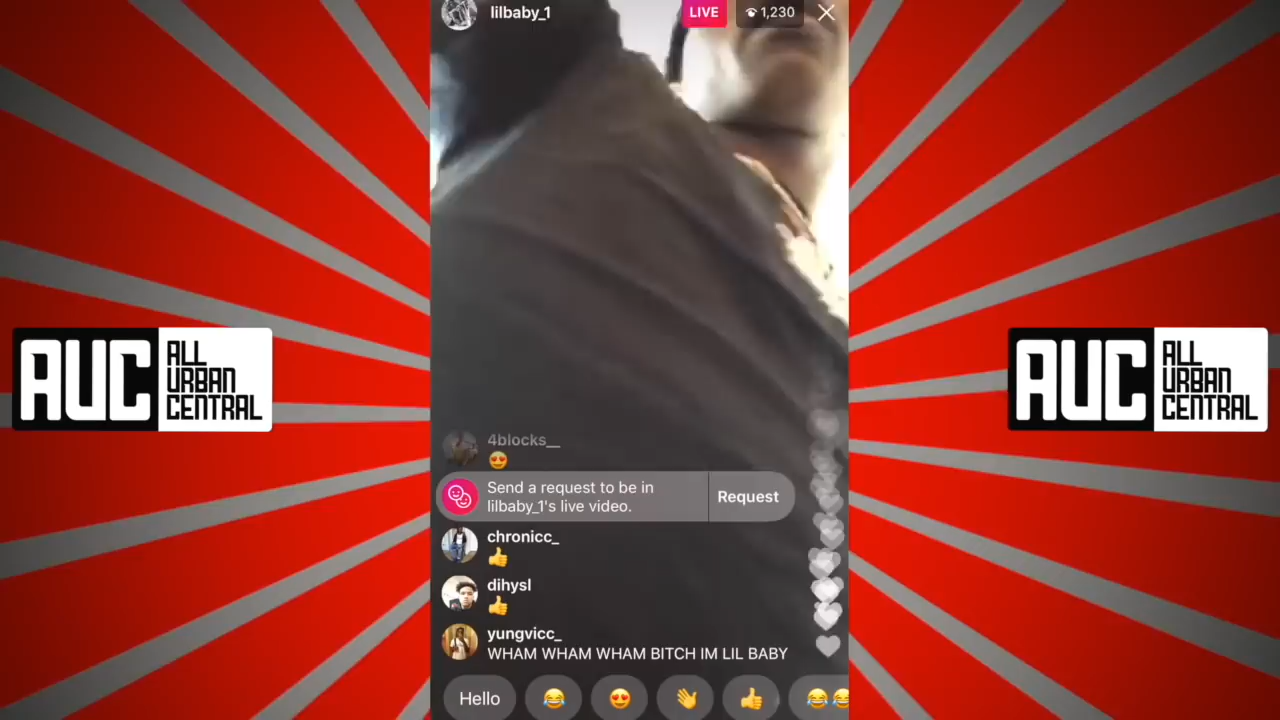 lilbaby_1
LIVE
1,230
AUC
ALL
URBAN
CENTRAL
AUC
ALL
URBAN
CENTRAL
4blocks__
😍
Send a request to be in
lilbaby_1's live video.
Request
chronicc_
👍
dihysl
👍
yungvicc_
WHAM WHAM WHAM BITCH IM LIL BABY
Hello 😂 😍 👋 👍 😂😂